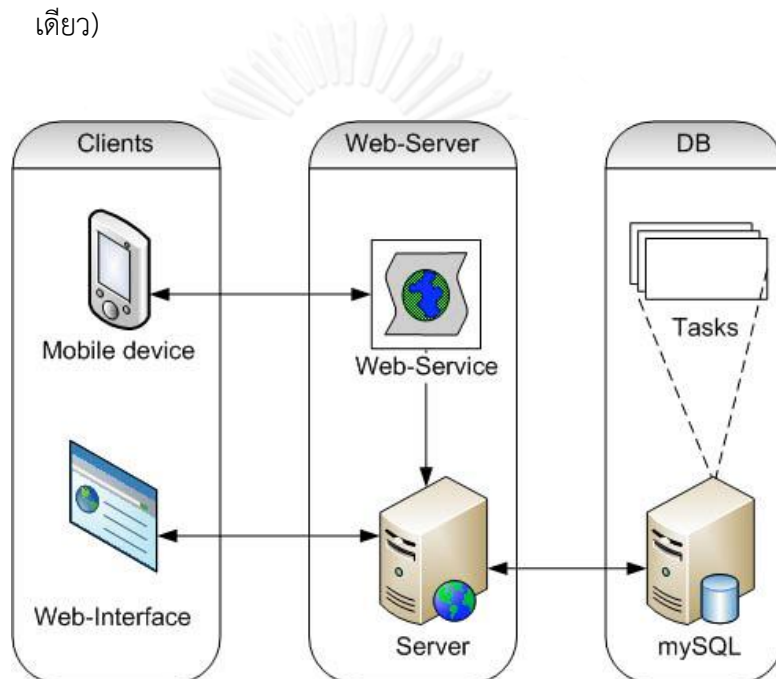 เดียว)
Clients
Web-Server
DB
Mobile device
Web-Service
Tasks
Web-Interface
Server
mySQL